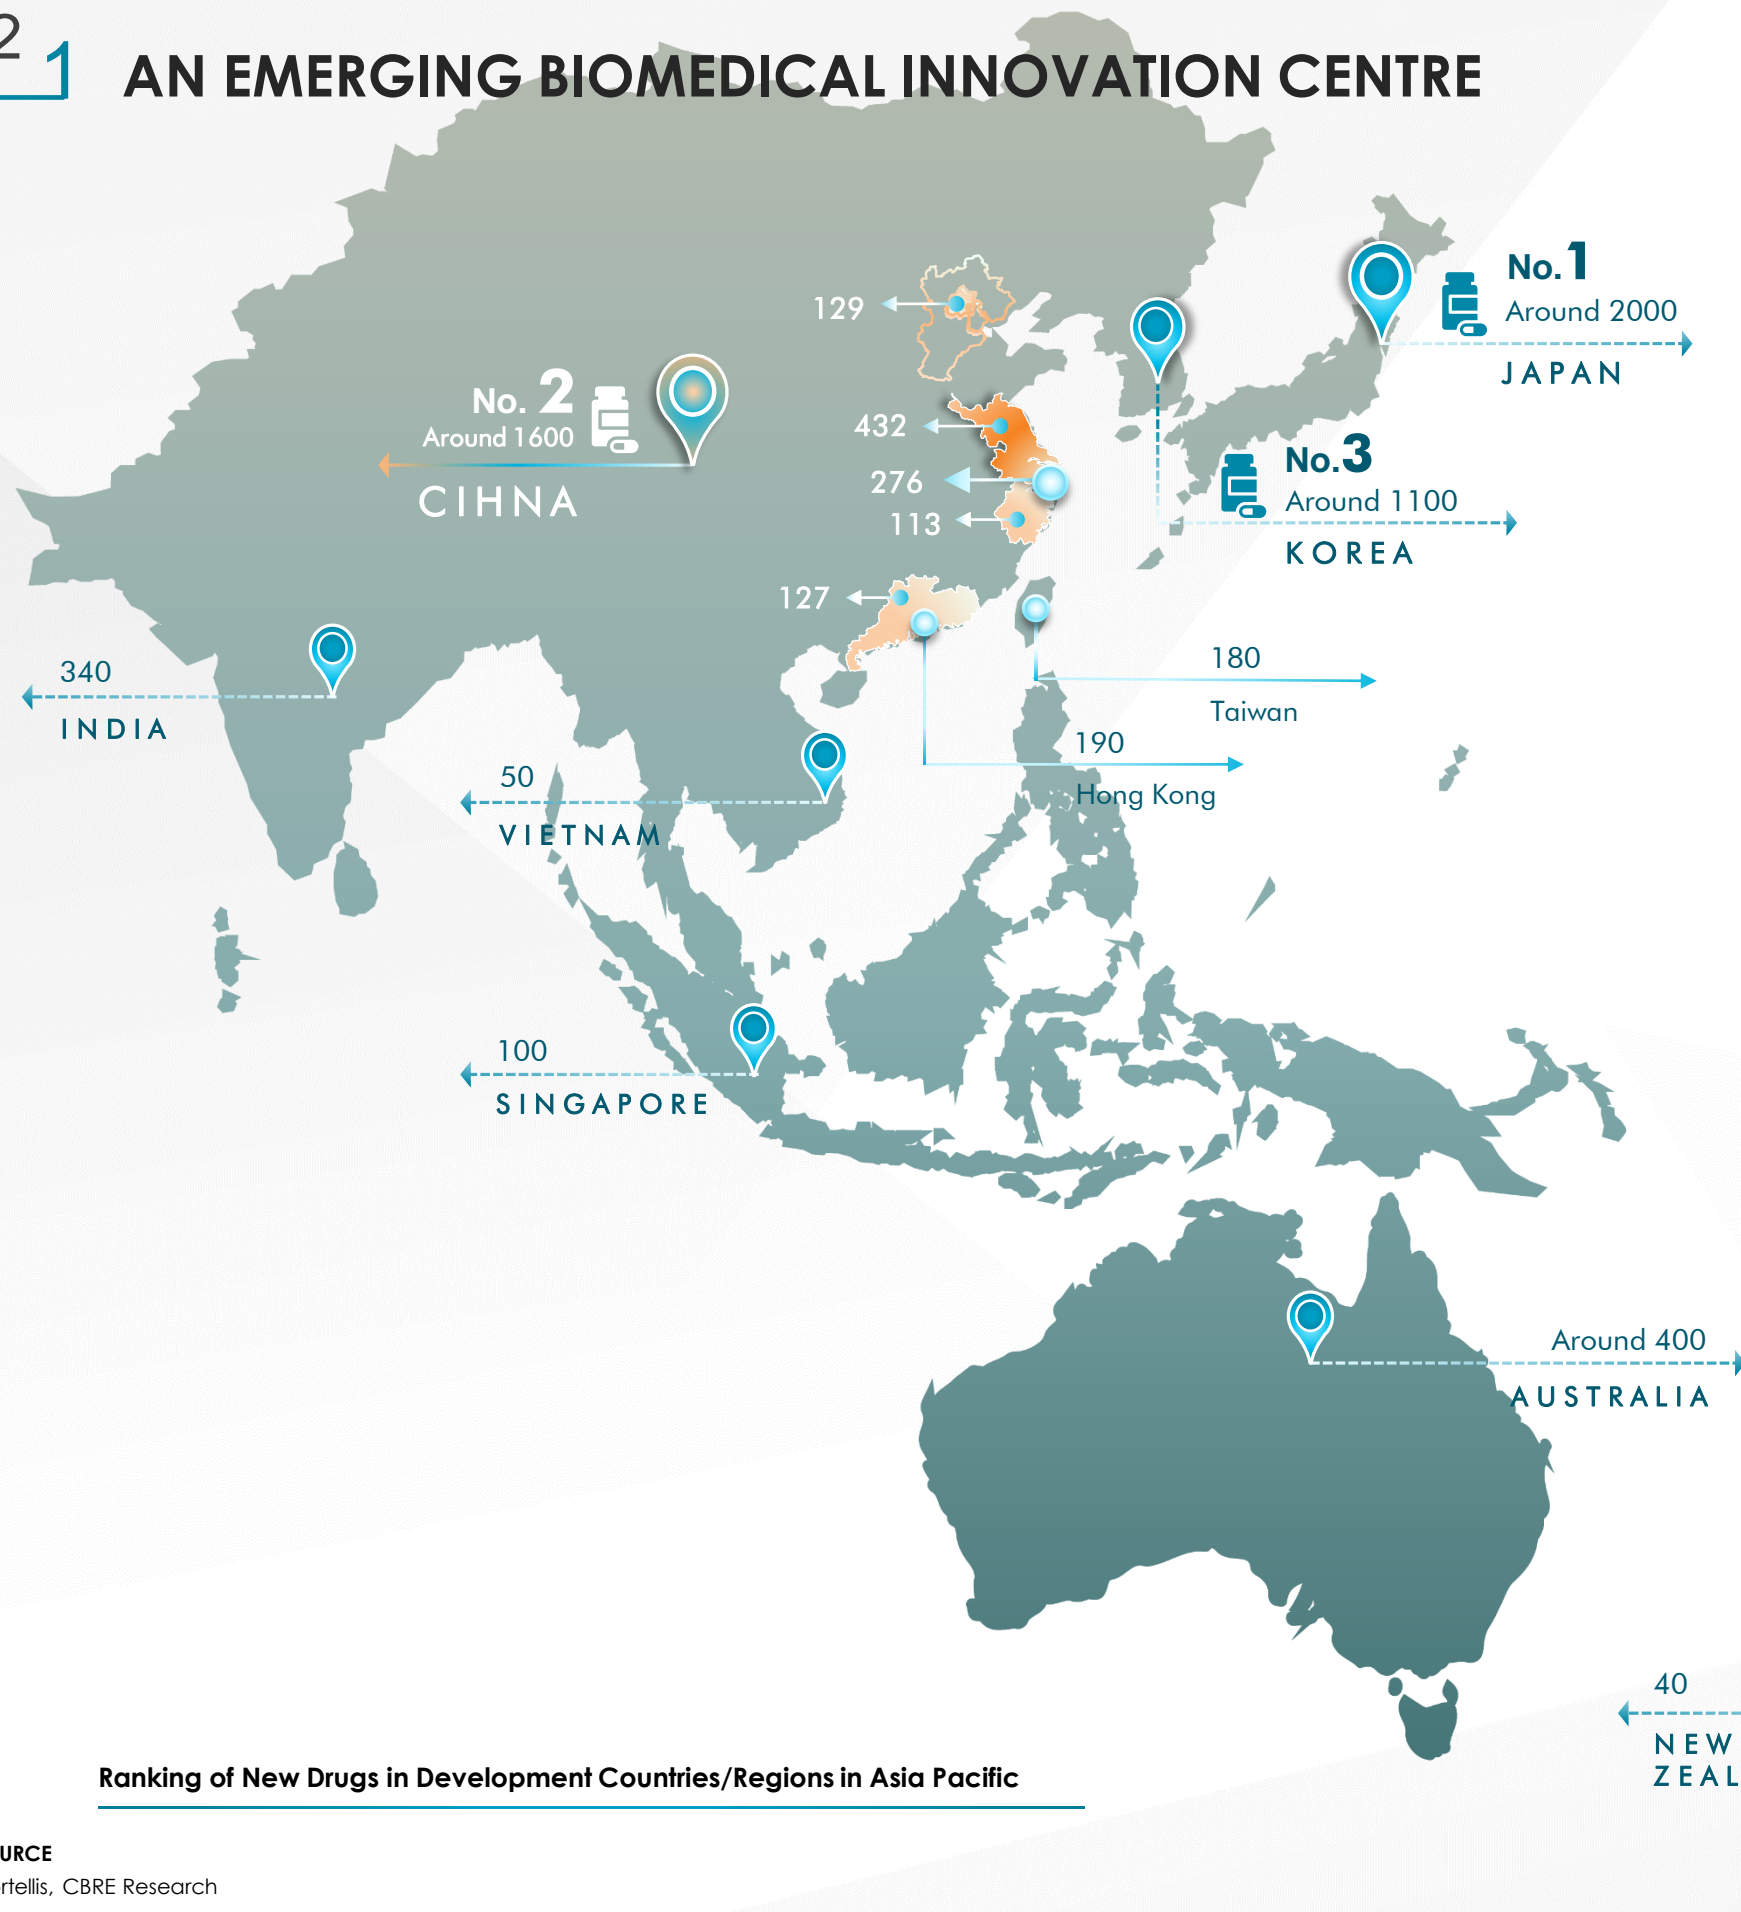 2
1
AN EMERGING BIOMEDICAL INNOVATION CENTRE
No.1
Around 2000
JAPAN
129
No. 2
Around 1600
CIHNA
432
276
113
No.3
Around 1100
KOREA
127
340
INDIA
180
Taiwan
190
Hong Kong
50
VIETNAM
100
SINGAPORE
Around 400
AUSTRALIA
40
NEW
ZEAL
Ranking of New Drugs in Development Countries/Regions in Asia Pacific
URCE
rtellis, CBRE Research